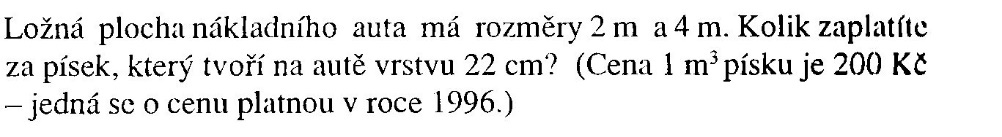 Ložná plocha nákladního auta má rozměry 2 m a 4 m. Kolik zaplatíte
za písek, který tvoří na autě vrstvu 22 cm? (Cena 1 m³ písku je 200 Kč
– jedná se o cenu platnou v roce 1996.)